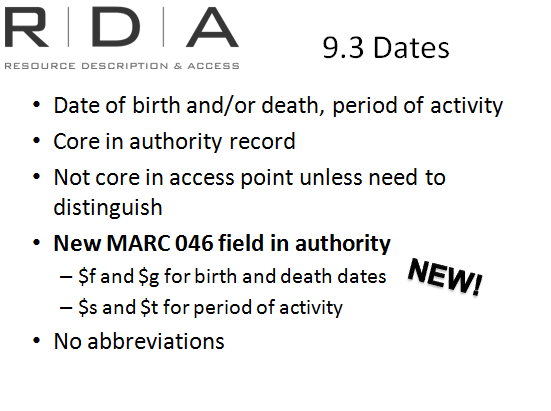 R | D | A
RESOURCE DESCRIPTION & ACCESS
9.3 Dates
• Date of birth and/or death, period of activity
• Core in authority record
• Not core in access point unless need to
distinguish
• New MARC 046 field in authority
– $f and $g for birth and death dates
NEW!
– $s and $t for period of activity
• No abbreviations